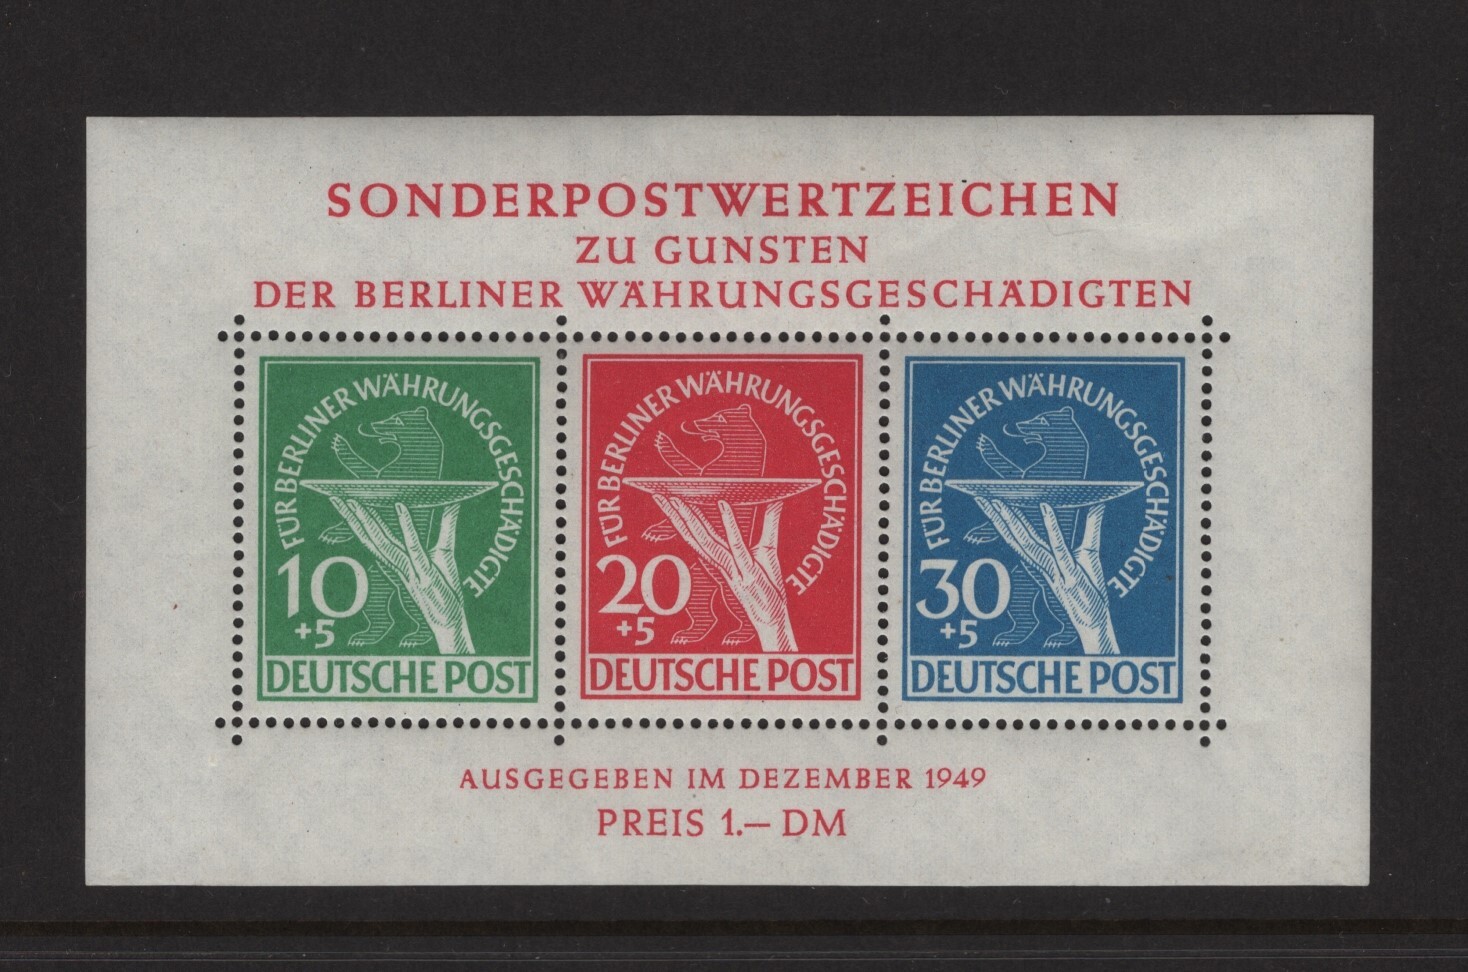 SONDERPOSTWERTZEICHEN
ZU GUNSTEN
DER BERLINER WÄHRUNGSGESCHÄDIGTEN
FÜR BERLINER WÄHRUNGSGESCHÄDIGTE
10
+5
DEUTSCHE POST
FÜR BERLINER WÄHRUNGSGESCHÄDIGTE
20
+5
DEUTSCHE POST
FÜR BERLINER WÄHRUNGSGESCHÄDIGTE
30
+5
DEUTSCHE POST
AUSGEGEBEN IM DEZEMBER 1949
PREIS 1.— DM